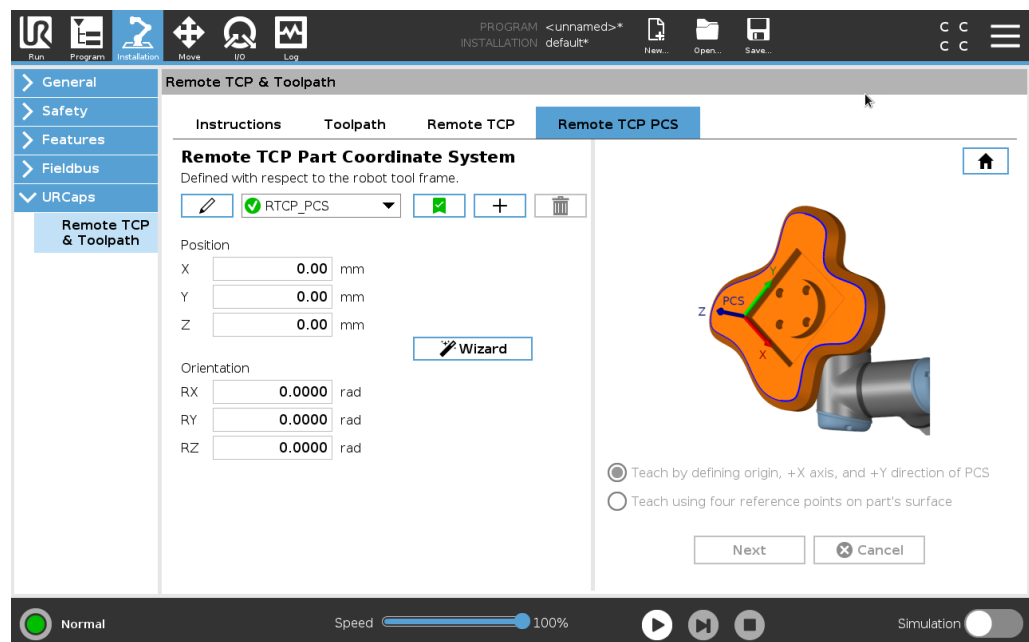 PROGRAM <unnamed>*
INSTALLATION default*
C C
C C
Run Program Installation Move I/O Log New... Open... Save...
General
Safety
Features
Fieldbus
URCaps
Remote TCP
& Toolpath
Remote TCP & Toolpath
Instructions Toolpath Remote TCP Remote TCP PCS
Remote TCP Part Coordinate System
Defined with respect to the robot tool frame.
RTCP_PCS
Position
X 0.00 mm
Y 0.00 mm
Z 0.00 mm
Wizard
Orientation
RX 0.0000 rad
RY 0.0000 rad
RZ 0.0000 rad
Y
PCS
Z
X
Teach by defining origin, +X axis, and +Y direction of PCS
Teach using four reference points on part's surface
Next Cancel
Normal Speed 100% Simulation